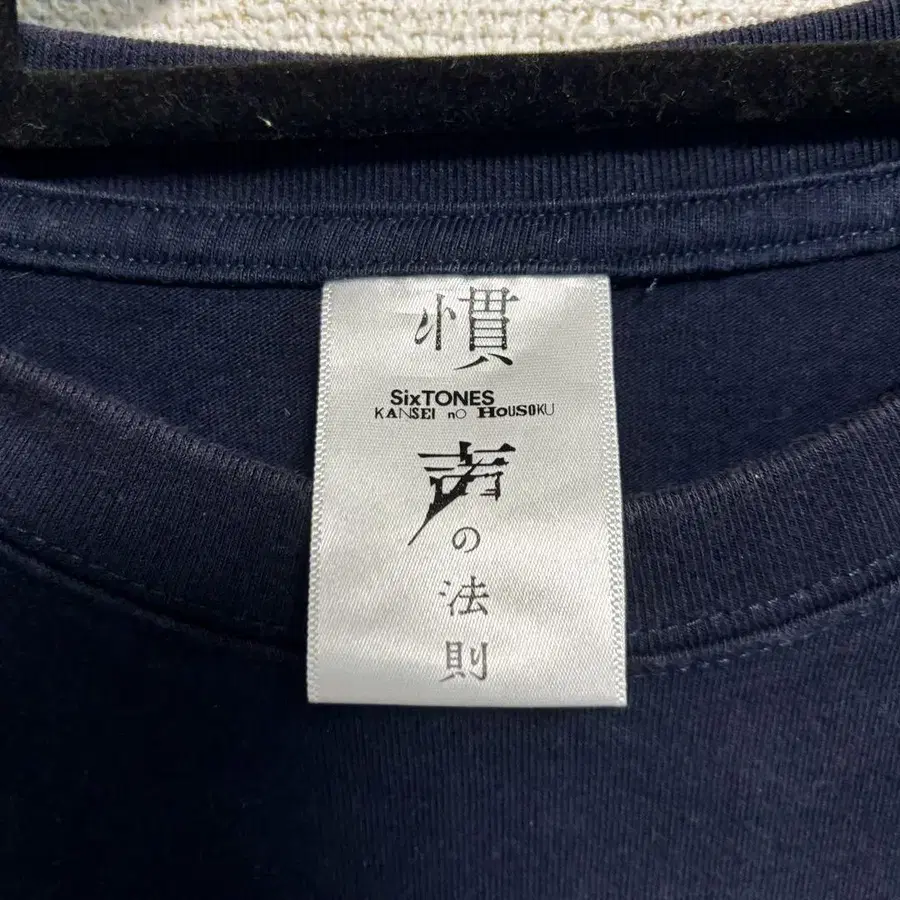 慣
SixTONES
KANSEI nO HOUSOKU
声
の
法
則